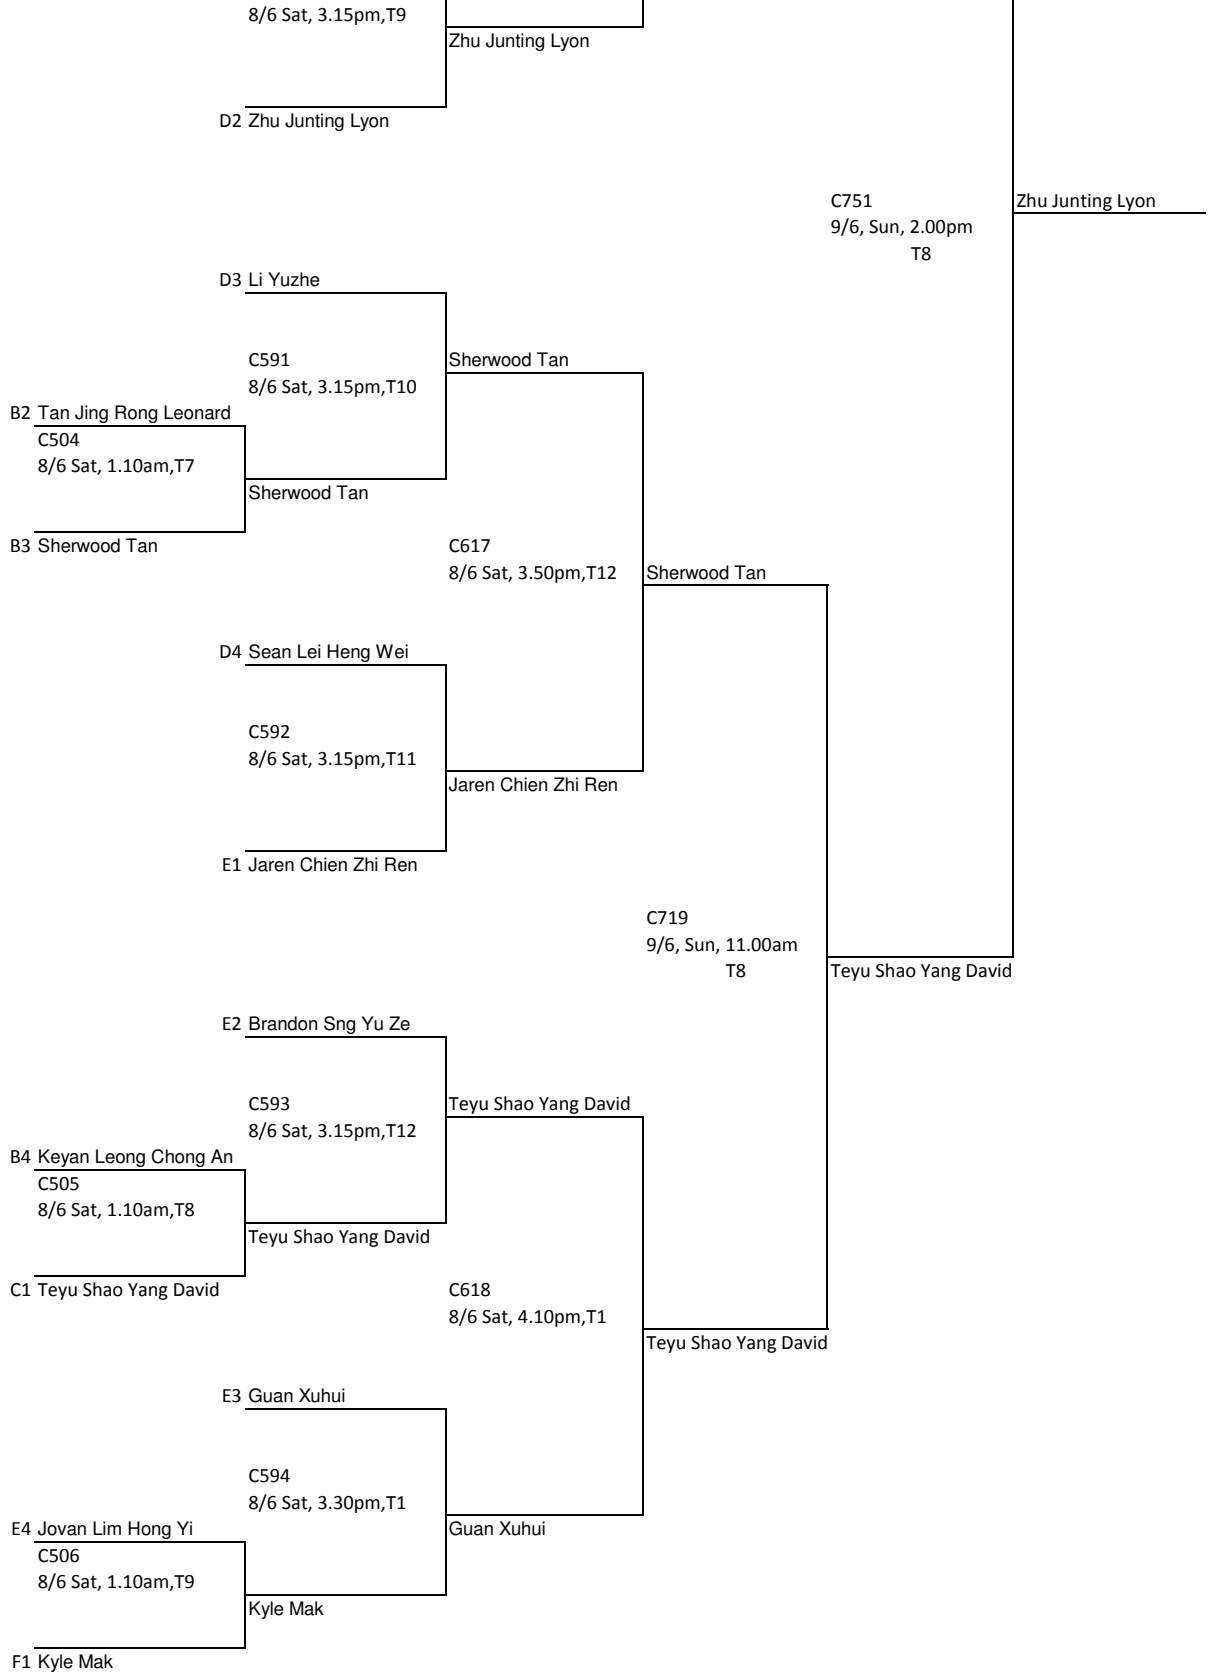 8/6 Sat, 3.15pm,T9
Zhu Junting Lyon
D2 Zhu Junting Lyon
C751
Zhu Junting Lyon
9/6, Sun, 2.00pm
T8
D3 Li Yuzhe
C591
Sherwood Tan
8/6 Sat, 3.15pm,T10
B2 Tan Jing Rong Leonard
C504
8/6 Sat, 1.10am,T7
Sherwood Tan
B3 Sherwood Tan
C617
8/6 Sat, 3.50pm,T12
Sherwood Tan
D4 Sean Lei Heng Wei
C592
8/6 Sat, 3.15pm,T11
Jaren Chien Zhi Ren
E1 Jaren Chien Zhi Ren
C719
9/6, Sun, 11.00am
T8
Teyu Shao Yang David
E2 Brandon Sng Yu Ze
C593
Teyu Shao Yang David
8/6 Sat, 3.15pm,T12
B4 Keyan Leong Chong An
C505
8/6 Sat, 1.10am,T8
Teyu Shao Yang David
C1 Teyu Shao Yang David
C618
8/6 Sat, 4.10pm,T1
Teyu Shao Yang David
E3 Guan Xuhui
C594
8/6 Sat, 3.30pm,T1
Guan Xuhui
E4 Jovan Lim Hong Yi
C506
8/6 Sat, 1.10am,T9
Kyle Mak
F1 Kyle Mak